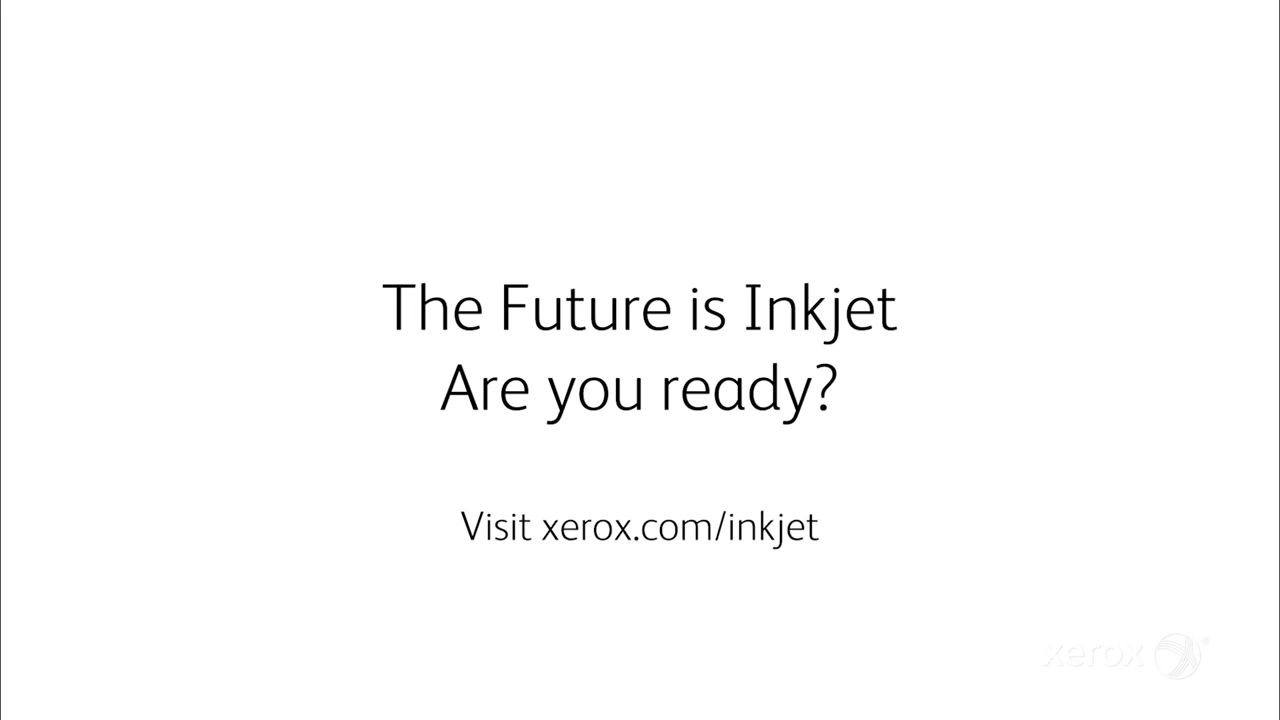 The Future is Inkjet
Are you ready?
Visit xerox.com/inkjet
xerox®